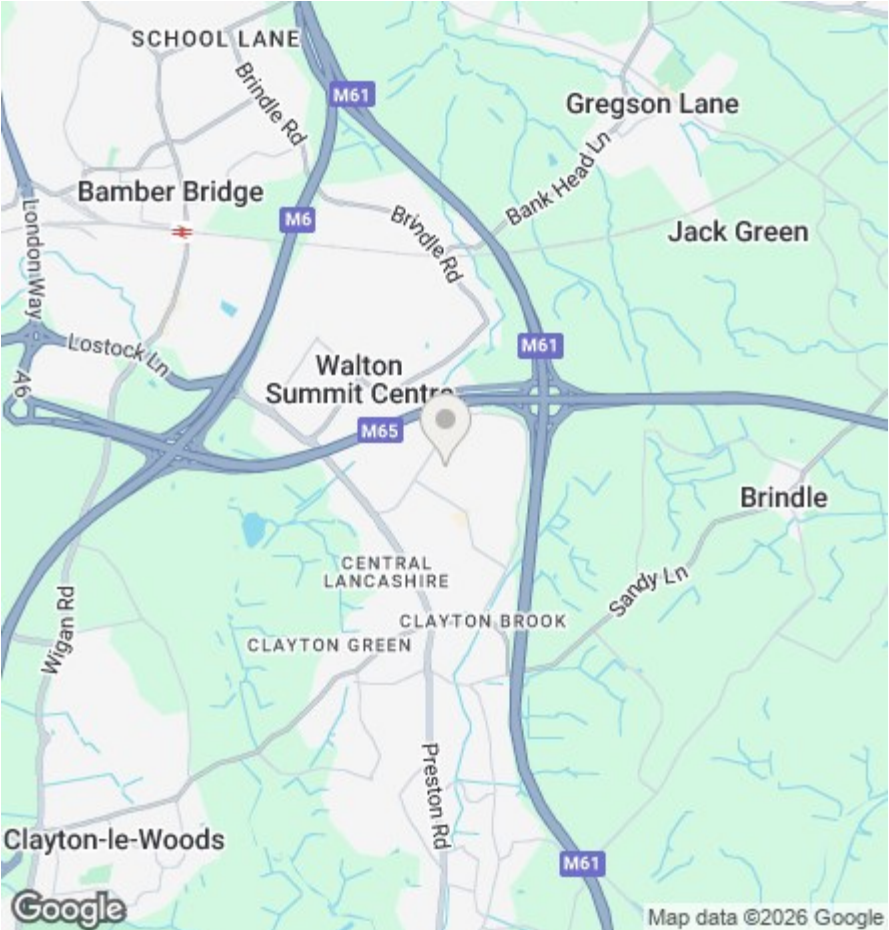 SCHOOL LANE
Brindle Rd
M61
Gregson Lane
Bank Head Ln
Bamber Bridge
M6
Brindle Rd
Jack Green
London Way
Lostock Ln
M61
A6
Walton
Summit Centre
M65
Brindle
CENTRAL
LANCASHIRE
Sandy Ln
CLAYTON BROOK
CLAYTON GREEN
Wigan Rd
Preston Rd
Clayton-le-Woods
M61
Google
Map data ©2026 Google